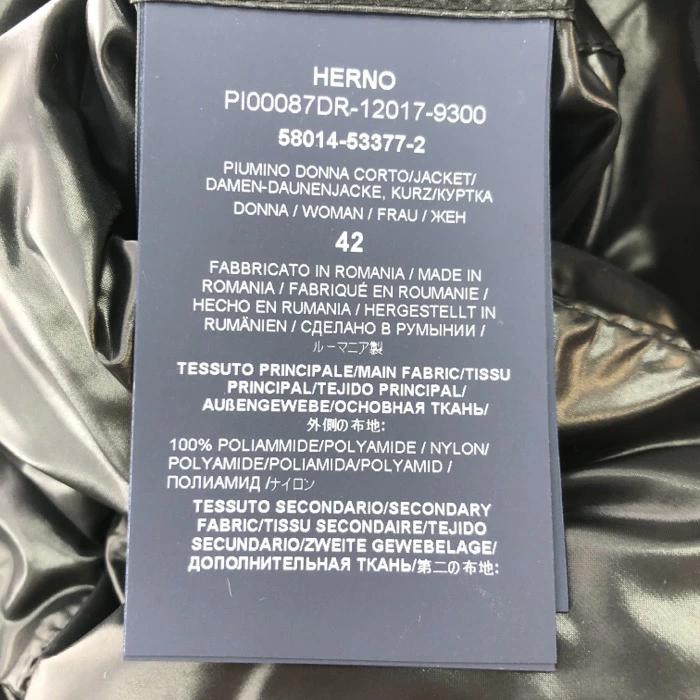 HERNO
PI00087DR-12017-9300
58014-53377-2
PIUMINO DONNA CORTO/JACKET/
DAMEN-DAUNENJACKE, KURZ/КУРТКА
DONNA / WOMAN / FRAU / ЖЕН
42
FABBRICATO IN ROMANIA / MADE IN
ROMANIA / FABRIQUÉ EN ROUMANIE /
HECHO EN RUMANIA / HERGESTELLT IN
RUMÄNIEN / СДЕЛАНО В РУМЫНИИ /
ルーマニア製
TESSUTO PRINCIPALE/MAIN FABRIC/TISSU
PRINCIPAL/TEJIDO PRINCIPAL/
AUßENGEWEBE/ОСНОВНАЯ ТКАНЬ/
外側の布地:
100% POLIAMMIDE/POLYAMIDE / NYLON/
POLYAMIDE/POLIAMIDA/POLYAMID /
ПОЛИАМИД /ナイロン
TESSUTO SECONDARIO/SECONDARY
FABRIC/TISSU SECONDAIRE/TEJIDO
SECUNDARIO/ZWEITE GEWEBELAGE/
ДОПОЛНИТЕЛЬНАЯ ТКАНЬ/第二の布地: